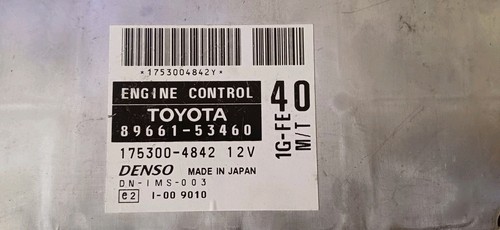 *1753004842Y*
ENGINE CONTROL
TOYOTA
89661-53460
175300-4842 12V
DENSO MADE IN JAPAN
DN-IMS-003
e2 I-00 9010
40
1G-FE
M/T